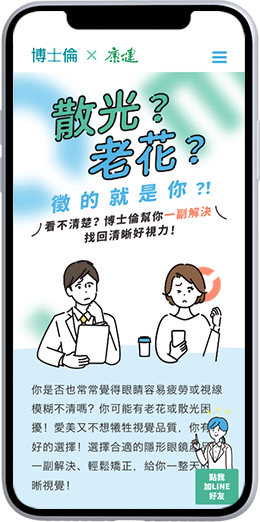 博士倫 × 康健
散光?
老花?
徵的就是你?!
看不清楚?博士倫幫你一副解決
找回清晰好視力!
你是否也常常覺得眼睛容易疲勞或視線
模糊不清嗎?你可能有老花或散光困
擾!愛美又不想犧牲視覺品質,你有
好的選擇!選擇合適的隱形眼鏡
一副解決、輕鬆矯正,給你一整天
晰視覺!
點我
加LINE
好友